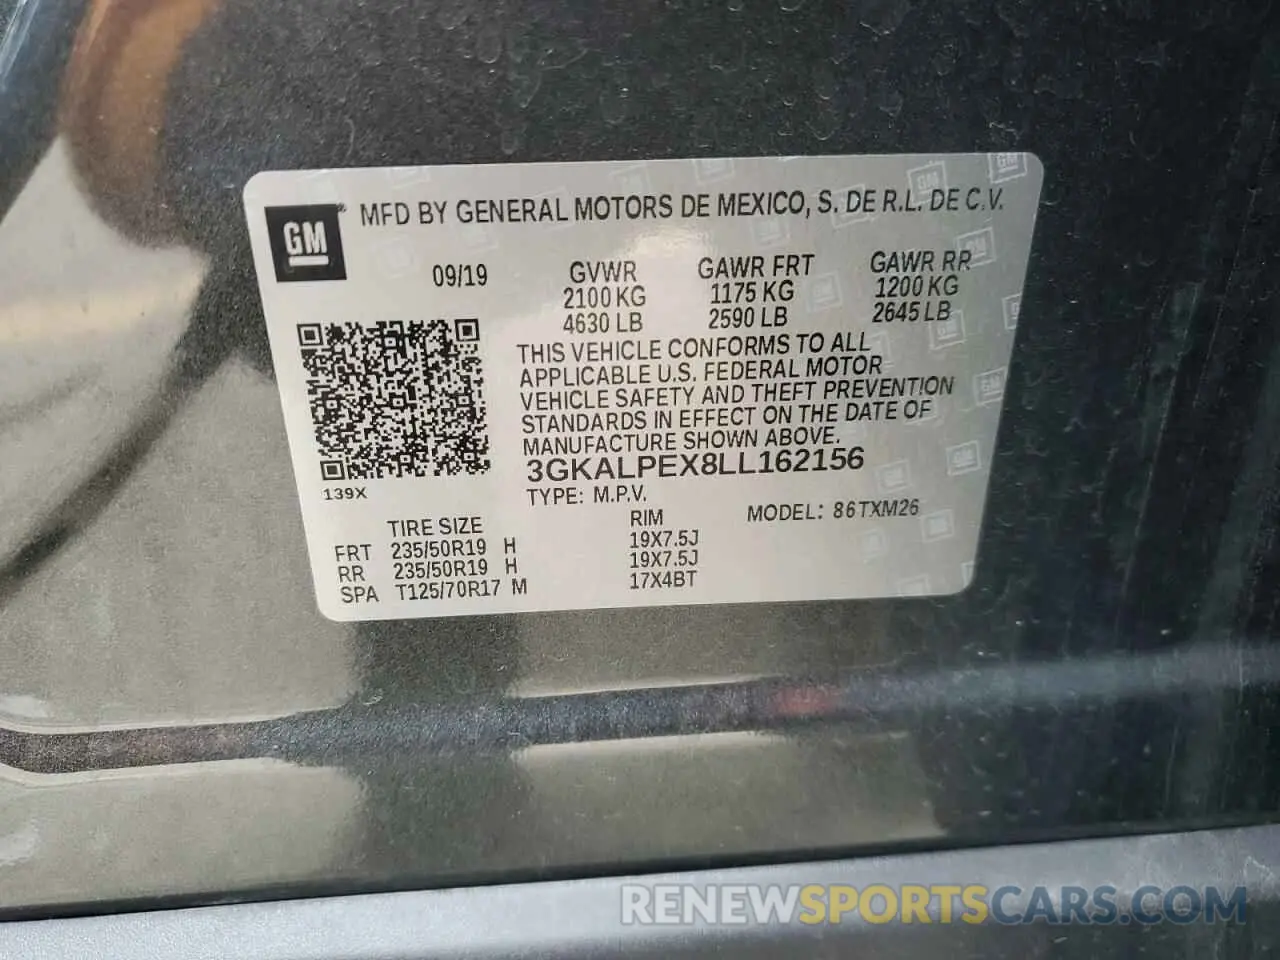 GM
MFD BY GENERAL MOTORS DE MEXICO, S. DE R.L. DE C.V.
09/19
GVWR GAWR FRT GAWR RR
2100 KG 1175 KG 1200 KG
4630 LB 2590 LB 2645 LB
THIS VEHICLE CONFORMS TO ALL
APPLICABLE U.S. FEDERAL MOTOR
VEHICLE SAFETY AND THEFT PREVENTION
STANDARDS IN EFFECT ON THE DATE OF
MANUFACTURE SHOWN ABOVE.
3GKALPEX8LL162156
139X
TYPE: M.P.V.
MODEL: 86TXM26
TIRE SIZE RIM
FRT 235/50R19 H 19X7.5J
RR 235/50R19 H 19X7.5J
SPA T125/70R17 M 17X4BT
RENEWSPORTSCARS.COM